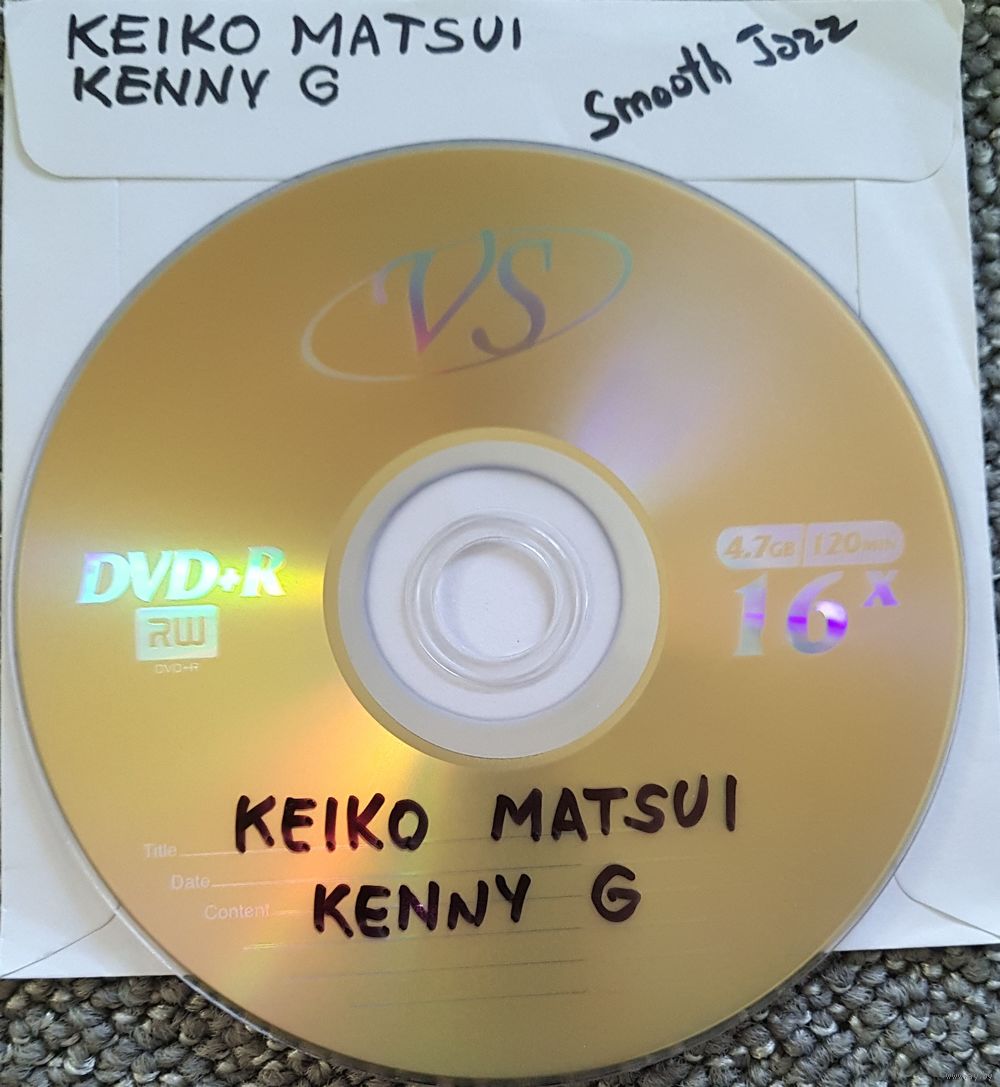 KEIKO MATSUI
KENNY G
Smooth Jazz
VS
DVD+R
RW
DVD+R
4.7GB 120MIN
16x
KEIKO MATSUI
KENNY G
Title
Date
Content